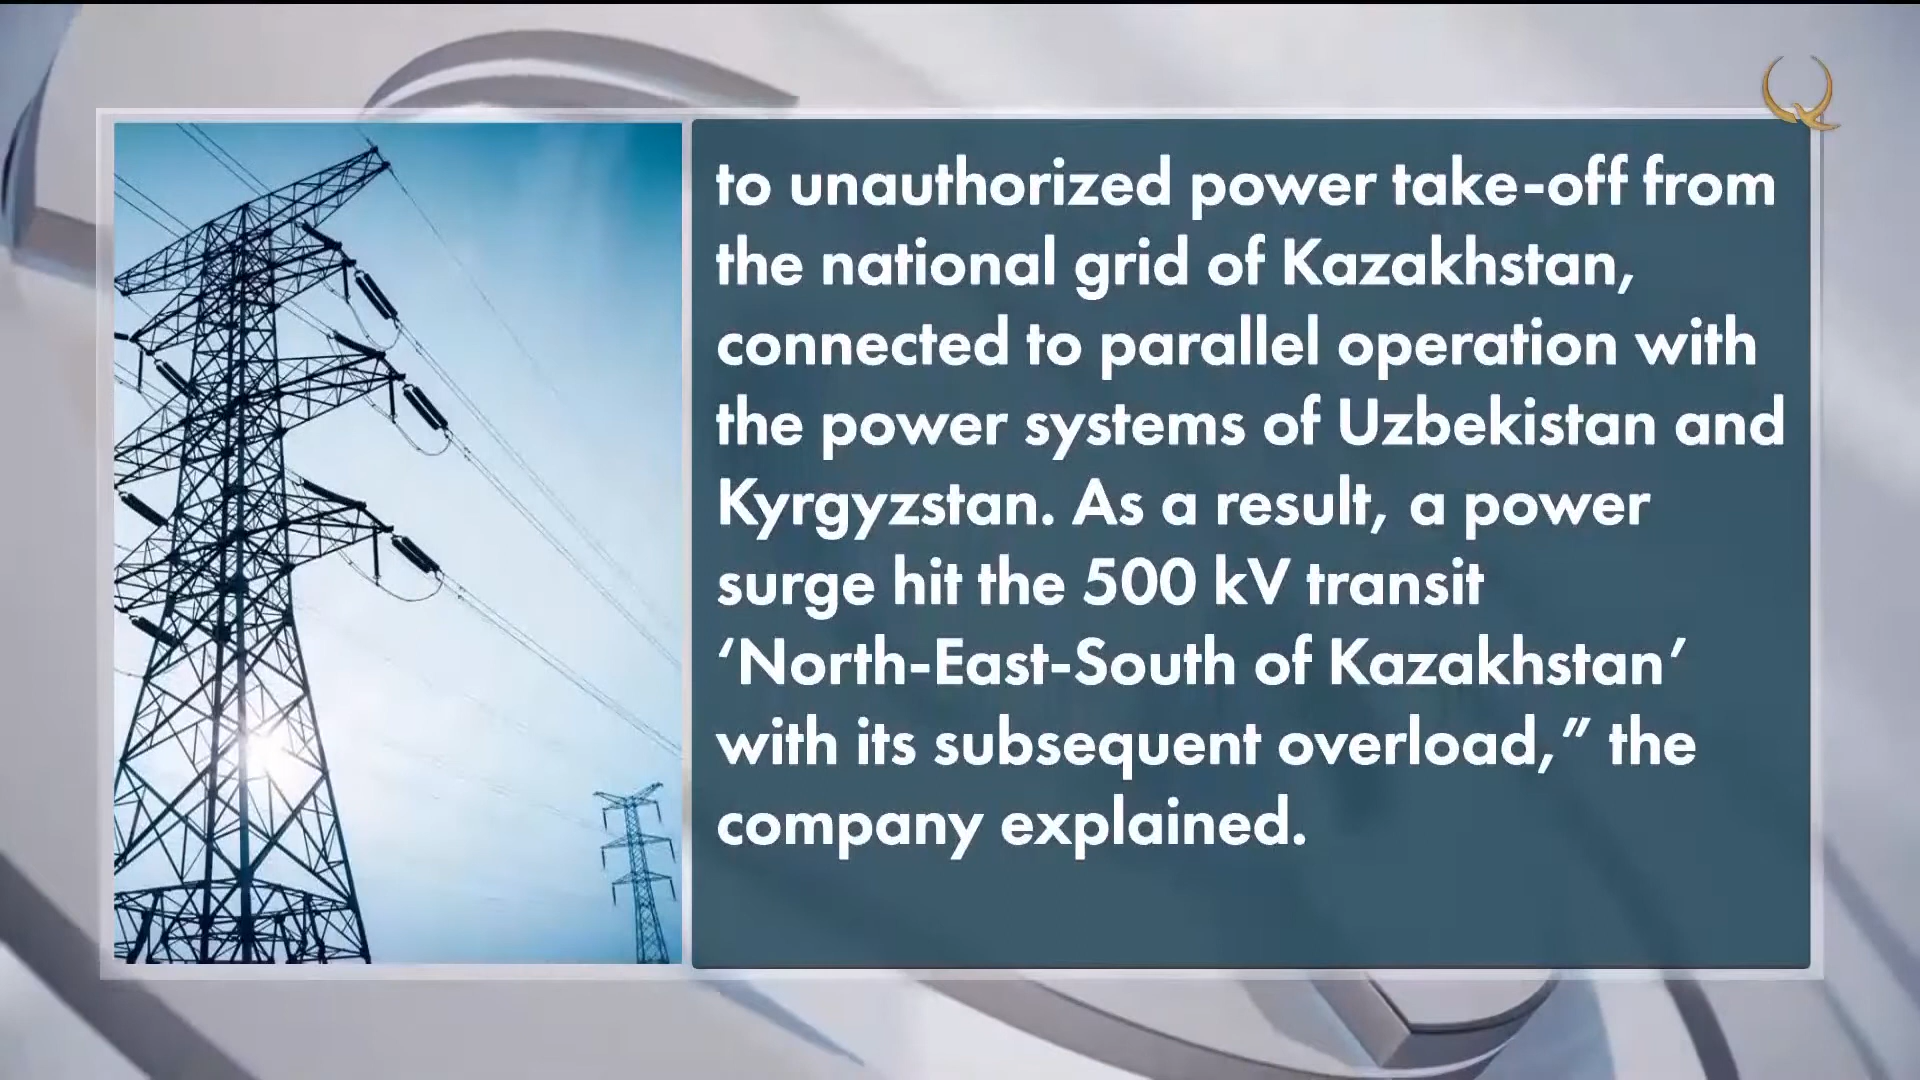 to unauthorized power take-off from
the national grid of Kazakhstan,
connected to parallel operation with
the power systems of Uzbekistan and
Kyrgyzstan. As a result, a power
surge hit the 500 kV transit
‘North-East-South of Kazakhstan’
with its subsequent overload,” the
company explained.